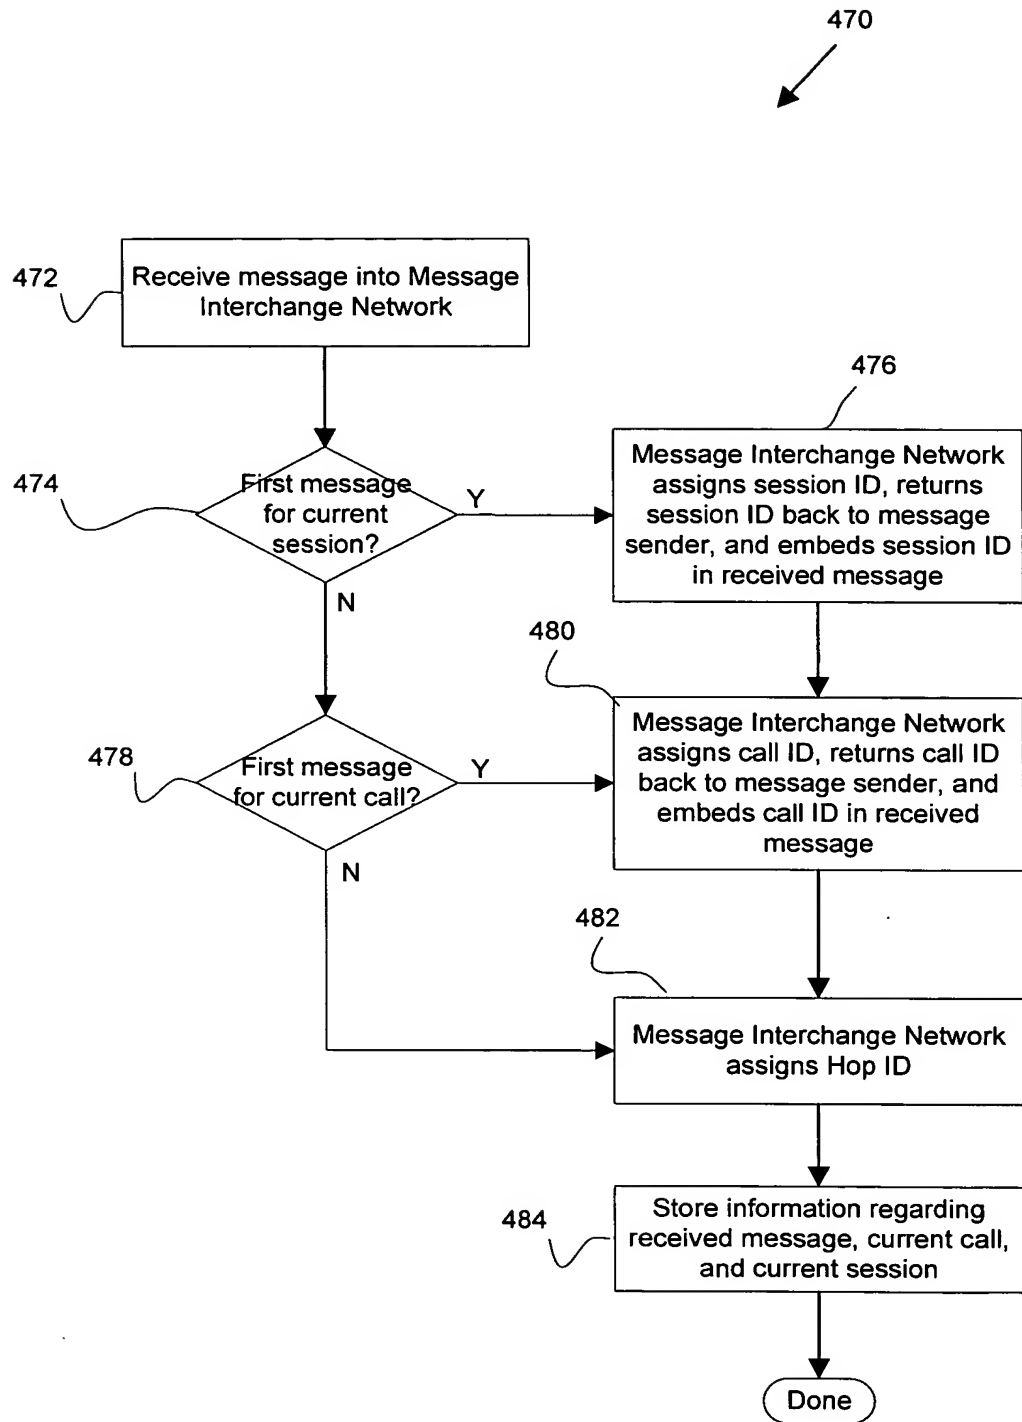 470
472
Receive message into Message
Interchange Network
474
First message
for current
session?
Y
N
476
Message Interchange Network
assigns session ID, returns
session ID back to message
sender, and embeds session ID
in received message
478
First message
for current call?
Y
N
480
Message Interchange Network
assigns call ID, returns call ID
back to message sender, and
embeds call ID in received
message
482
Message Interchange Network
assigns Hop ID
484
Store information regarding
received message, current call,
and current session
Done